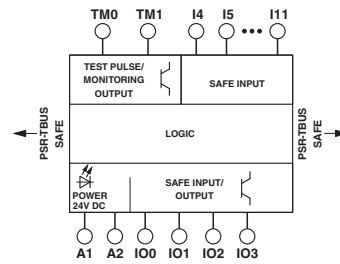 TM0 TM1 I4 I5 ••• I11
TEST PULSE/
MONITORING
OUTPUT
SAFE INPUT
PSR-TBUS
SAFE
LOGIC
PSR-TBUS
SAFE
POWER
24V DC
SAFE INPUT/
OUTPUT
A1 A2 IO0 IO1 IO2 IO3